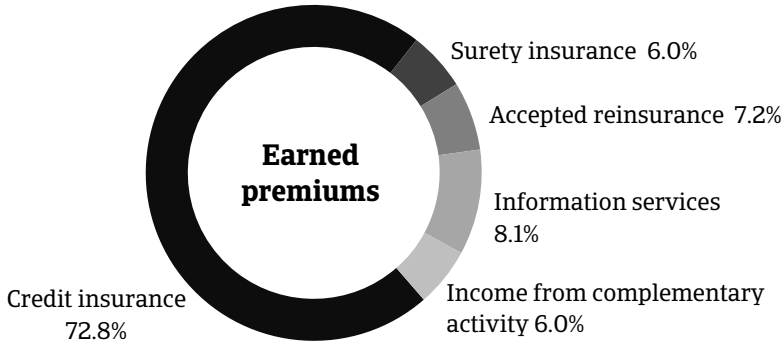 Surety insurance 6.0%
Accepted reinsurance 7.2%
Earned
premiums
Information services
8.1%
Credit insurance
72.8%
Income from complementary
activity 6.0%